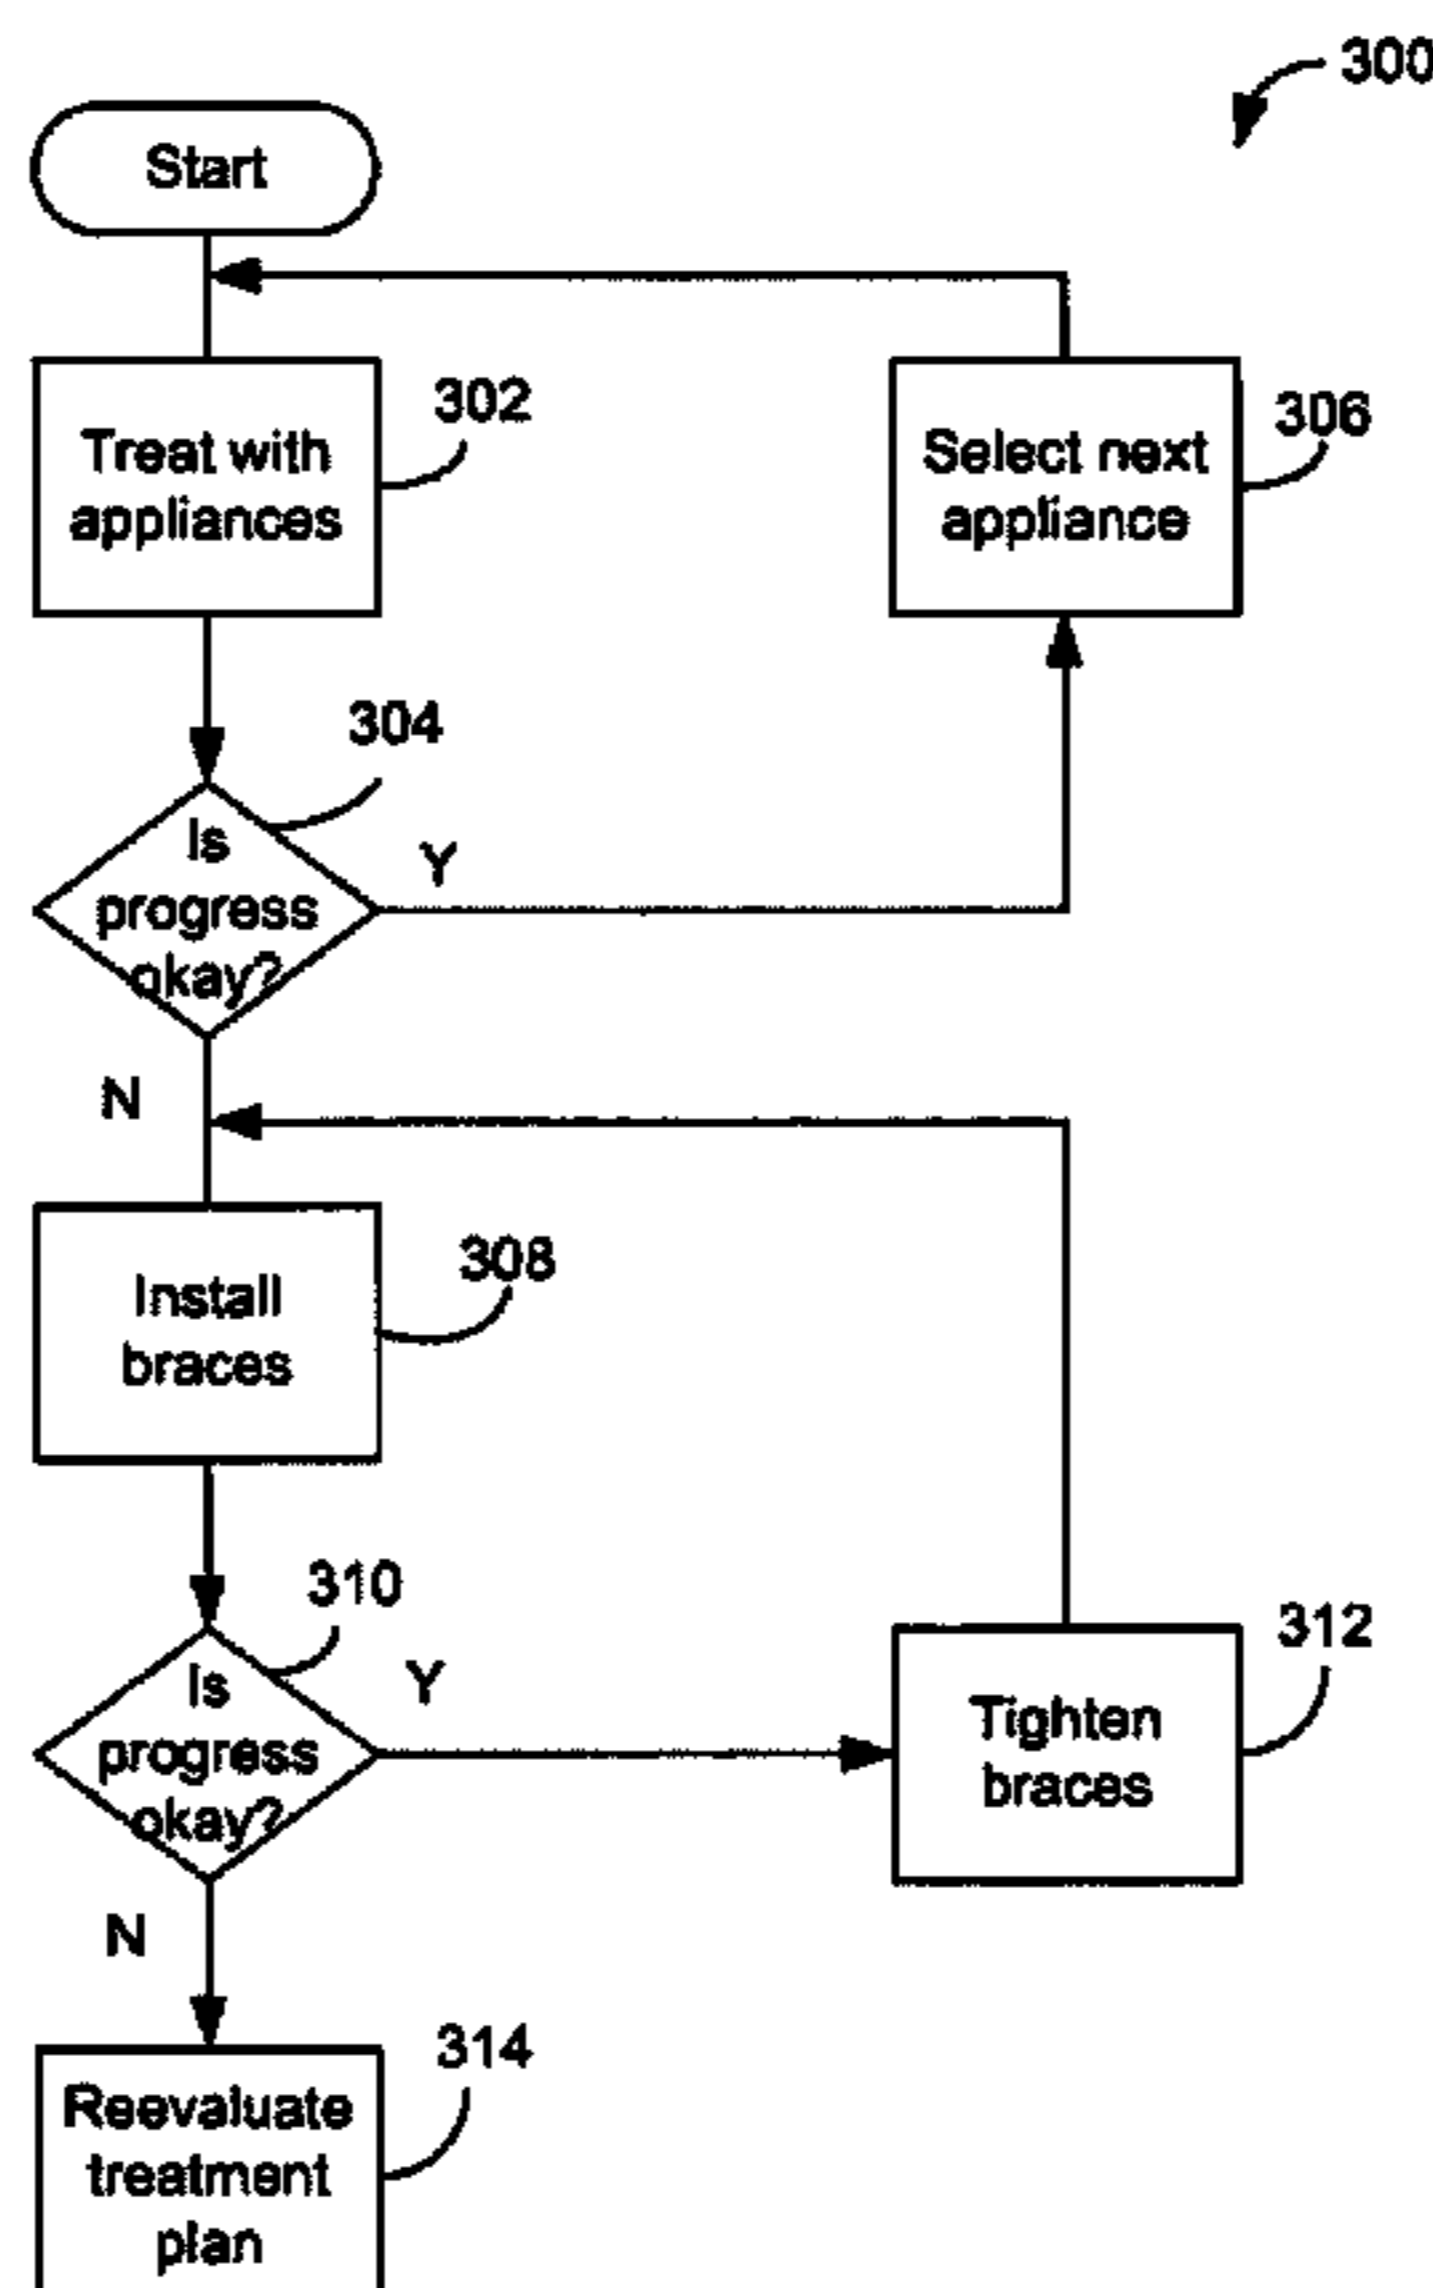 300
Start
Treat with
appliances
302
Select next
appliance
306
304
Is
progress
okay?
Y
N
Install
braces
308
310
Is
progress
okay?
Y
Tighten
braces
312
N
Reevaluate
treatment
plan
314